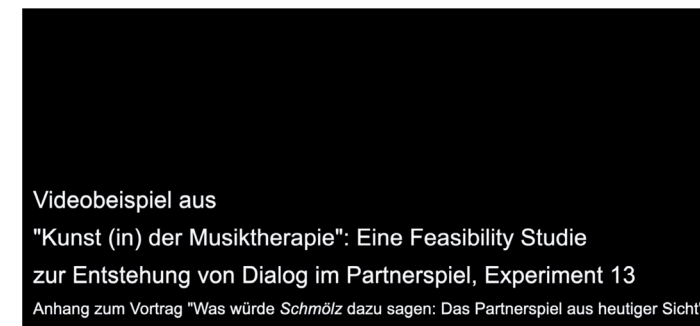 Videobeispiel aus
"Kunst (in) der Musiktherapie": Eine Feasibility Studie
zur Entstehung von Dialog im Partnerspiel, Experiment 13
Anhang zum Vortrag "Was würde Schmölz dazu sagen: Das Partnerspiel aus heutiger Sicht"